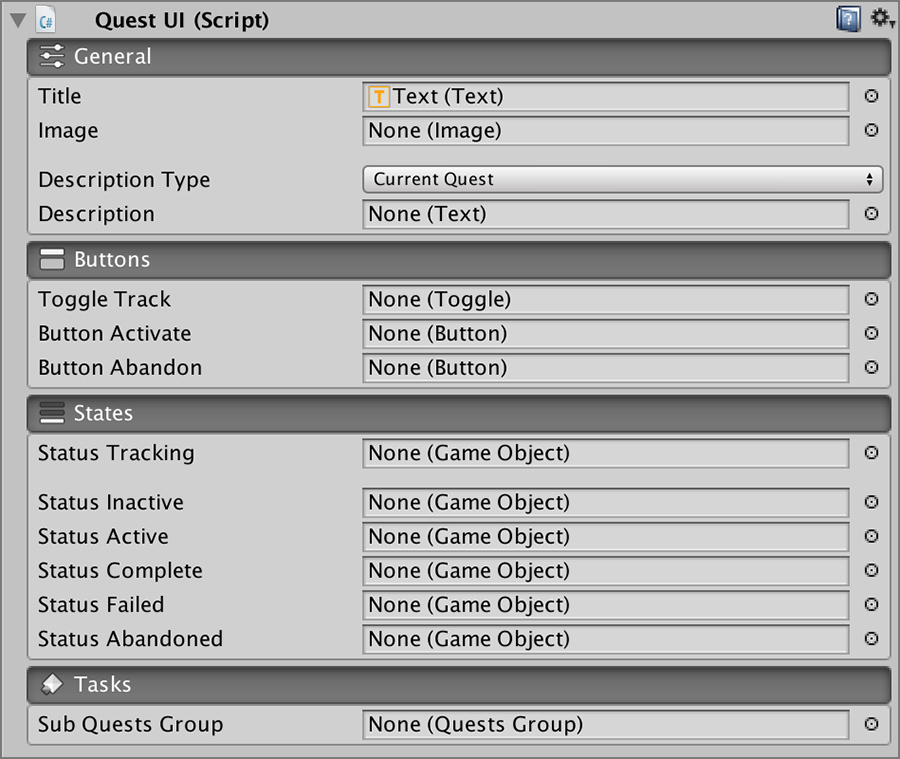 Quest UI (Script)
General
Title Text (Text)
Image None (Image)
Description Type Current Quest
Description None (Text)
Buttons
Toggle Track None (Toggle)
Button Activate None (Button)
Button Abandon None (Button)
States
Status Tracking None (Game Object)
Status Inactive None (Game Object)
Status Active None (Game Object)
Status Complete None (Game Object)
Status Failed None (Game Object)
Status Abandoned None (Game Object)
Tasks
Sub Quests Group None (Quests Group)